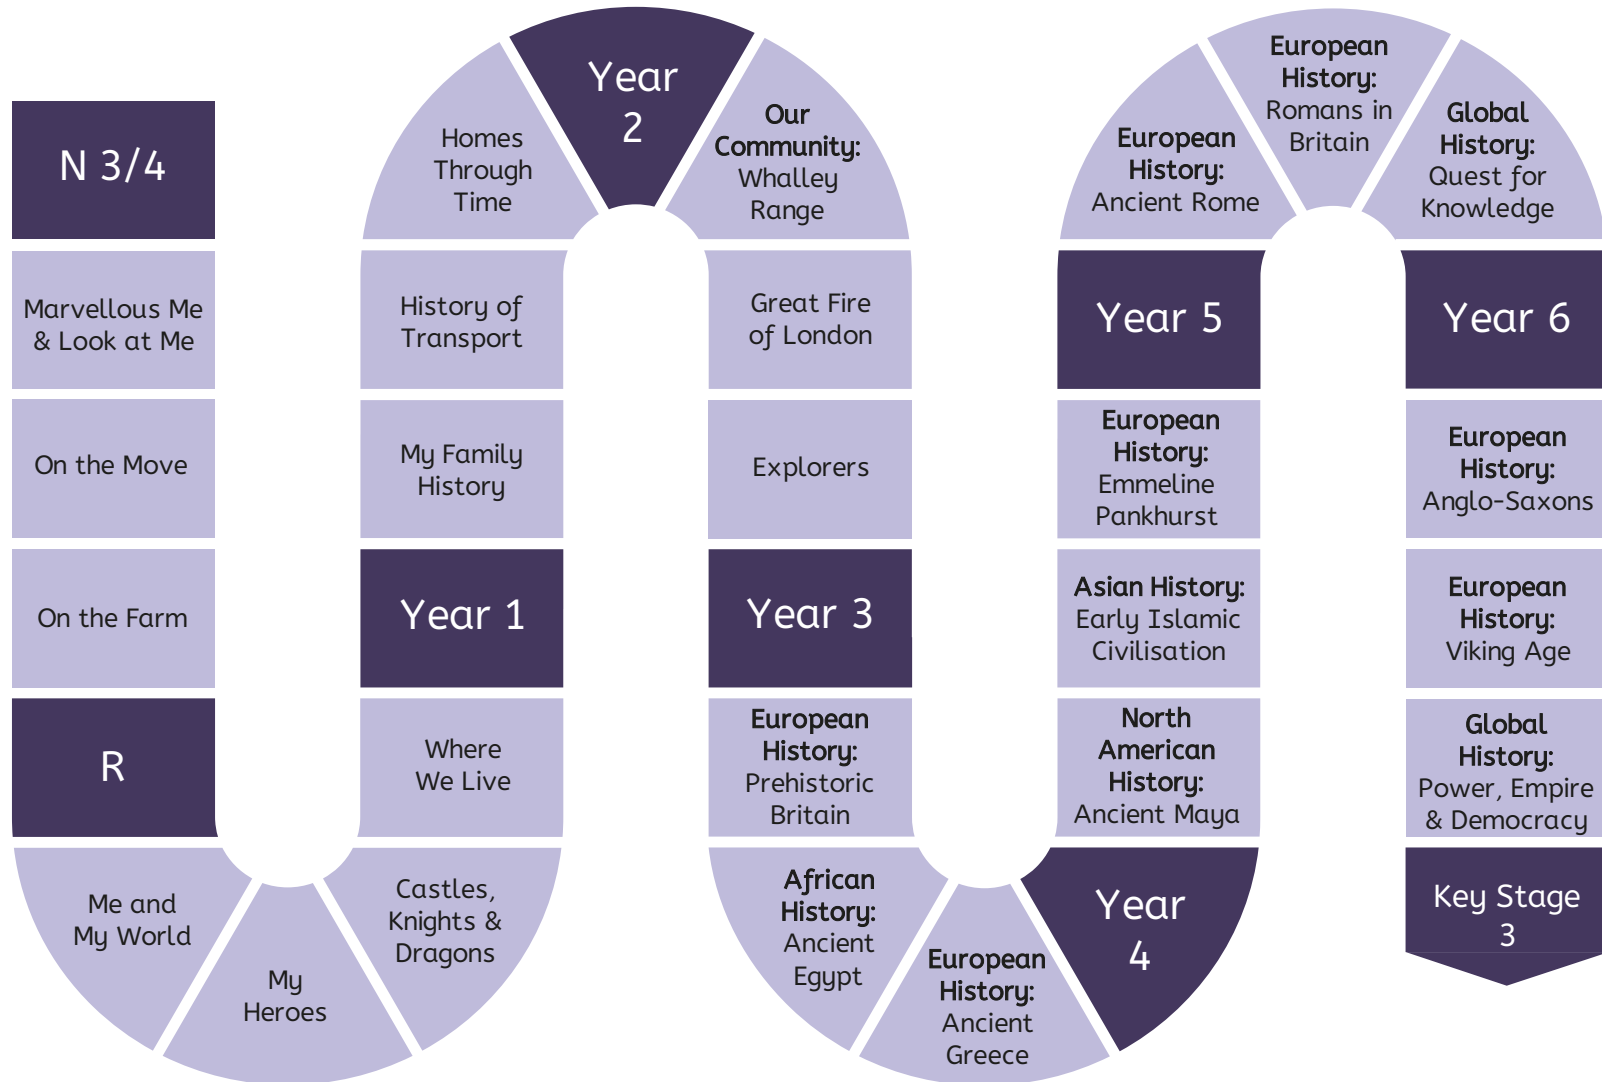 N 3/4
Marvellous Me
& Look at Me
On the Move
On the Farm
R
Me and
My World
My
Heroes
Castles,
Knights &
Dragons
Where
We Live
Year 1
My Family
History
History of
Transport
Homes
Through
Time
Year
2
Our
Community:
Whalley
Range
Great Fire
of London
Explorers
Year 3
European
History:
Prehistoric
Britain
African
History:
Ancient
Egypt
European
History:
Ancient
Greece
Year
4
North
American
History:
Ancient Maya
Asian History:
Early Islamic
Civilisation
European
History:
Emmeline
Pankhurst
Year 5
European
History:
Ancient Rome
European
History:
Romans in
Britain
Global
History:
Quest for
Knowledge
Year 6
European
History:
Anglo-Saxons
European
History:
Viking Age
Global
History:
Power, Empire
& Democracy
Key Stage
3